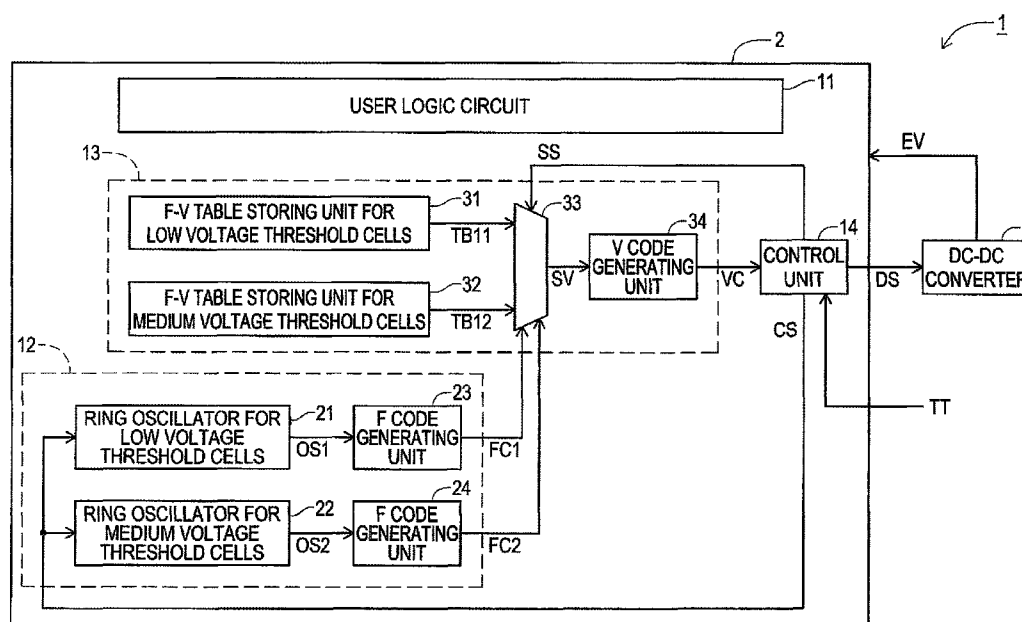 1
2
USER LOGIC CIRCUIT
11
EV
13
SS
31
F-V TABLE STORING UNIT FOR
LOW VOLTAGE THRESHOLD CELLS
TB11
33
34
V CODE
GENERATING
UNIT
SV
VC
14
CONTROL
UNIT
DS
DC-DC
CONVERTER
32
F-V TABLE STORING UNIT FOR
MEDIUM VOLTAGE THRESHOLD CELLS
TB12
CS
12
21
RING OSCILLATOR FOR
LOW VOLTAGE
THRESHOLD CELLS
OS1
23
F CODE
GENERATING
UNIT
FC1
TT
22
RING OSCILLATOR FOR
MEDIUM VOLTAGE
THRESHOLD CELLS
OS2
24
F CODE
GENERATING
UNIT
FC2